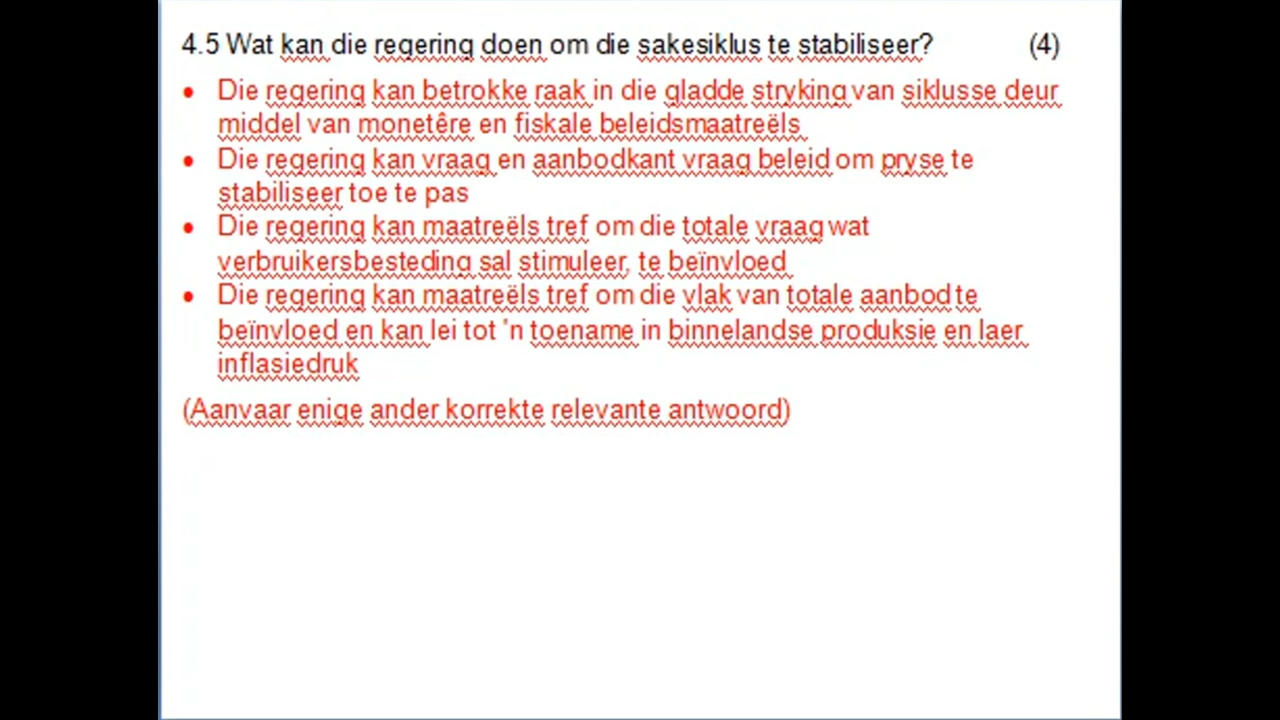 4.5 Wat kan die regering doen om die sakesiklus te stabiliseer? (4)
• Die regering kan betrokke raak in die gladde stryking van siklusse deur
middel van monetêre en fiskale beleidsmaatreëls
• Die regering kan vraag en aanbodkant vraag beleid om pryse te
stabiliseer toe te pas
• Die regering kan maatreëls tref om die totale vraag wat
verbruikersbesteding sal stimuleer, te beïnvloed
• Die regering kan maatreëls tref om die vlak van totale aanbod te
beïnvloed en kan lei tot 'n toename in binnelandse produksie en laer
inflasiedruk
(Aanvaar enige ander korrekte relevante antwoord)